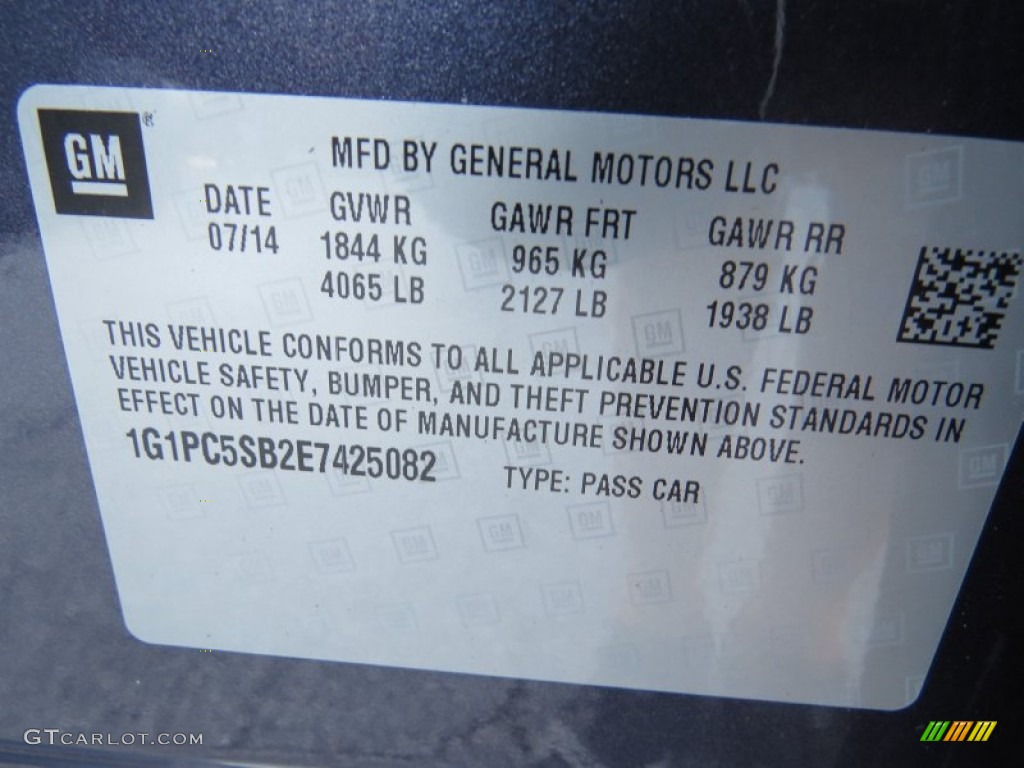 GM
MFD BY GENERAL MOTORS LLC
DATE GVWR GAWR FRT GAWR RR
07/14 1844 KG 965 KG 879 KG
4065 LB 2127 LB 1938 LB
THIS VEHICLE CONFORMS TO ALL APPLICABLE U.S. FEDERAL MOTOR
VEHICLE SAFETY, BUMPER, AND THEFT PREVENTION STANDARDS IN
EFFECT ON THE DATE OF MANUFACTURE SHOWN ABOVE.
1G1PC5SB2E7425082 TYPE: PASS CAR
GTCARLOT.COM